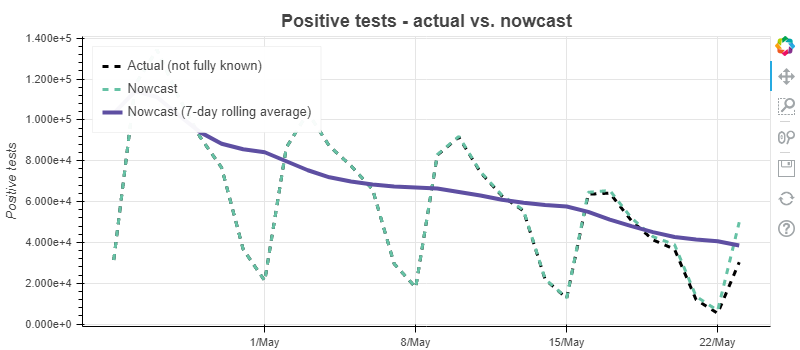 Positive tests - actual vs. nowcast
1.400e+5
1.200e+5
1.000e+5
8.000e+4
6.000e+4
4.000e+4
2.000e+4
0.000e+0
Positive tests
Actual (not fully known)
Nowcast
Nowcast (7-day rolling average)
1/May
8/May
15/May
22/May